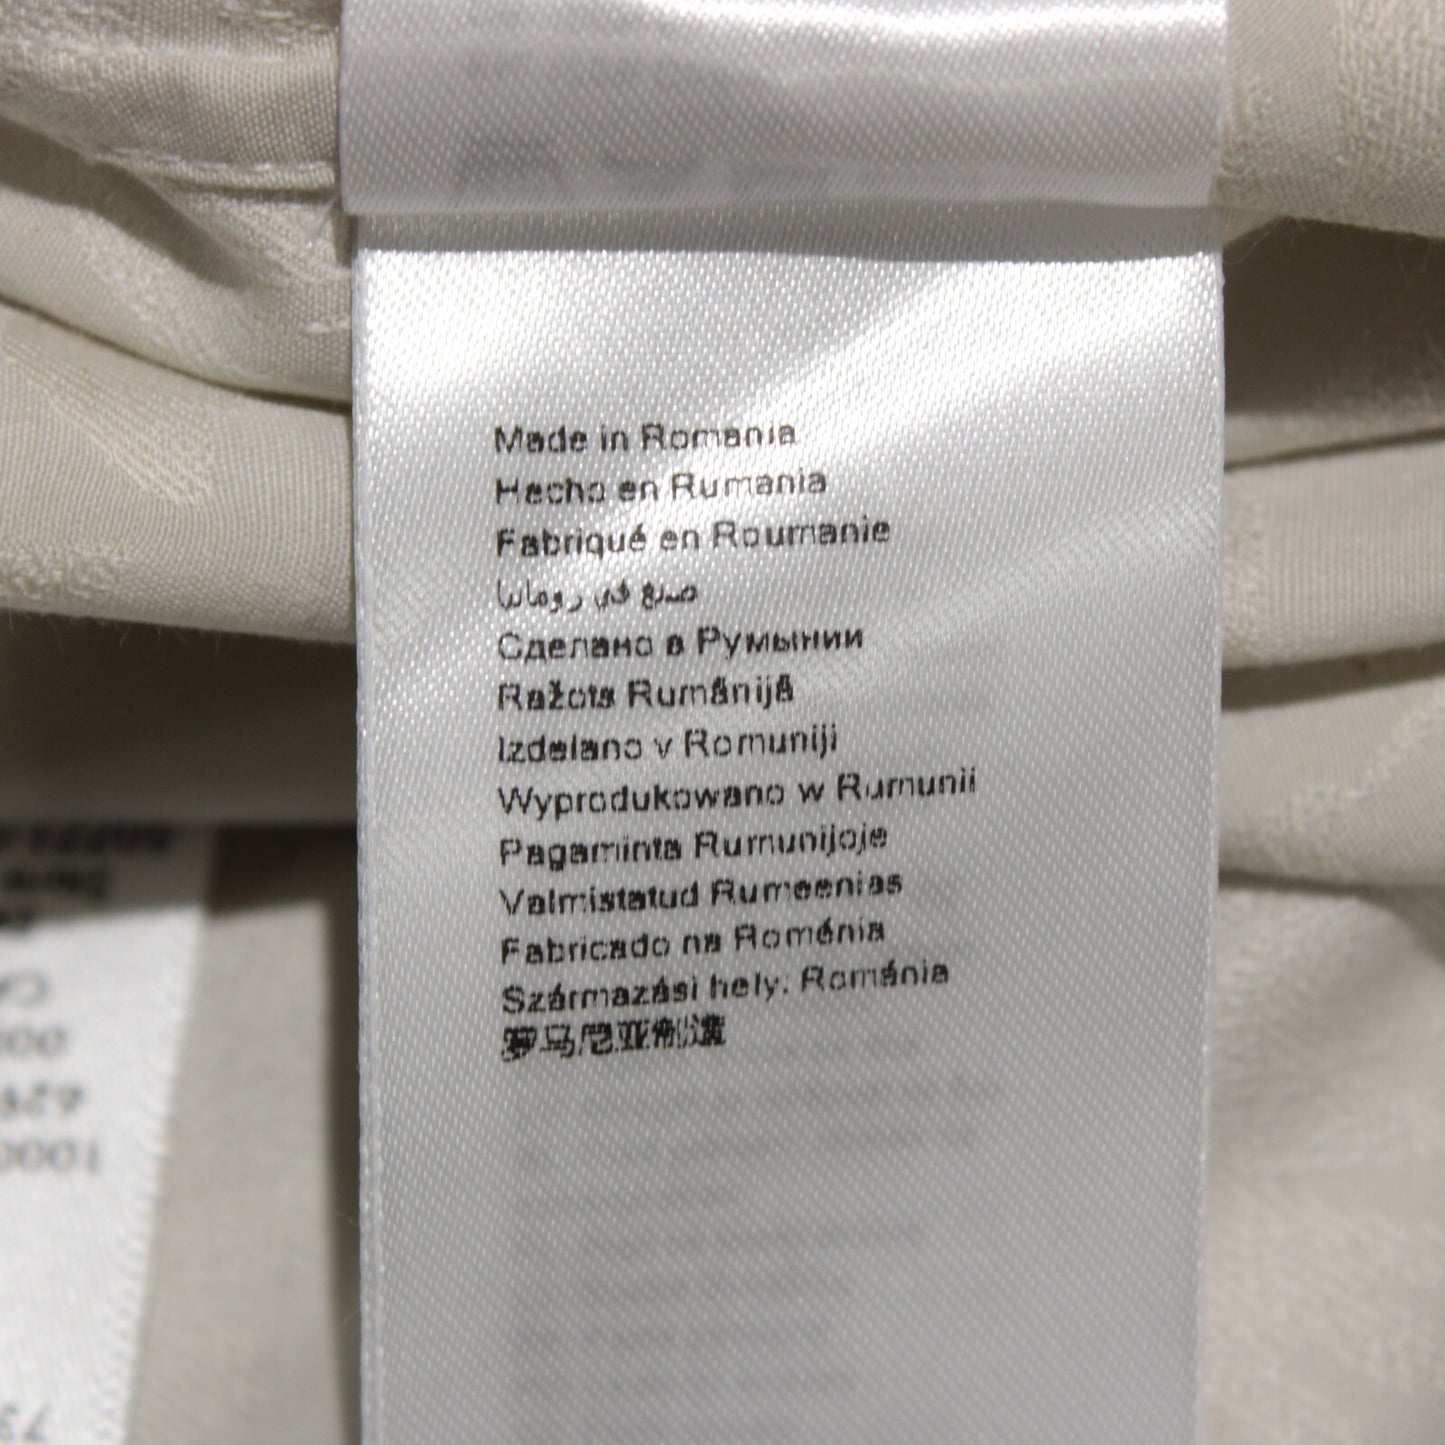 Made in Romania
Hecho en Rumania
Fabriqué en Roumanie
صنع في رومانيا
Сделано в Румынии
Ražots Rumānijā
Izdelano v Romuniji
Wyprodukowano w Rumunii
Pagaminta Rumunijoje
Valmistatud Rumeenias
Fabricado na Roménia
Származási hely: Románia
罗马尼亚制造